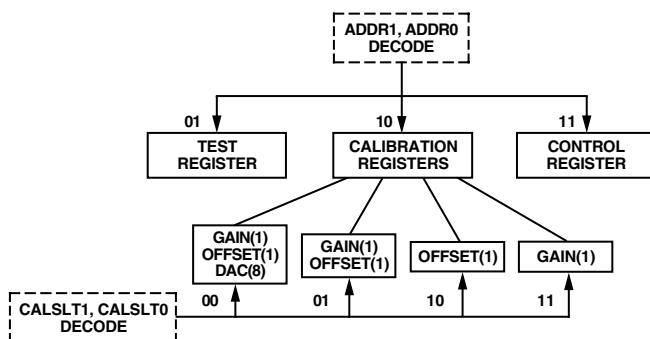 ADDR1, ADDR0
DECODE
01
10
11
TEST
REGISTER
CALIBRATION
REGISTERS
CONTROL
REGISTER
GAIN(1)
OFFSET(1)
DAC(8)
GAIN(1)
OFFSET(1)
OFFSET(1)
GAIN(1)
00
01
10
11
CALSLT1, CALSLT0
DECODE